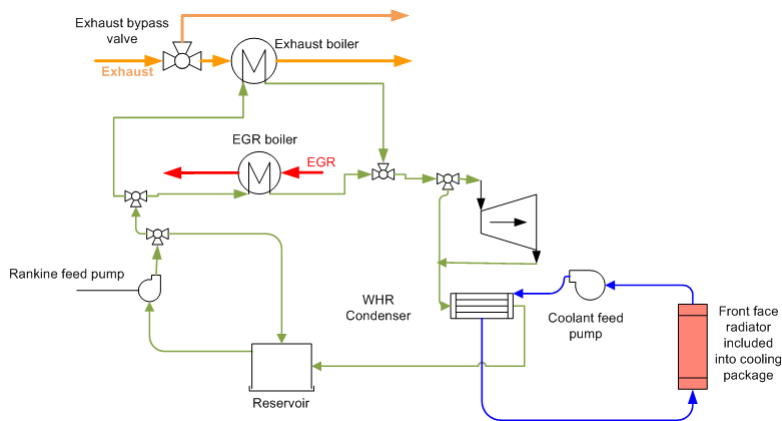 Exhaust bypass
valve
Exhaust boiler
Exhaust
EGR boiler
EGR
Rankine feed pump
WHR
Condenser
Coolant feed
pump
Front face
radiator
included
into cooling
package
Reservoir